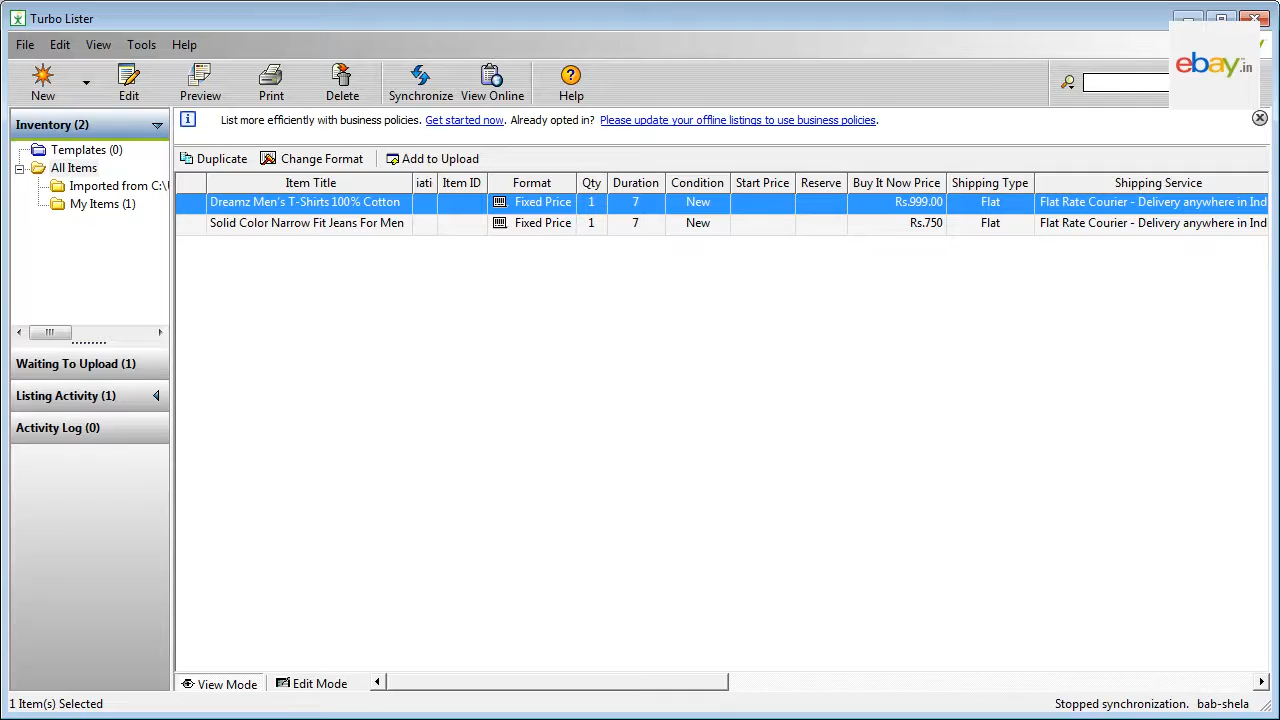 Turbo Lister
File Edit View Tools Help
ebay.in
New Edit Preview Print Delete Synchronize View Online Help
Inventory (2)
List more efficiently with business policies. Get started now. Already opted in? Please update your offline listings to use business policies.
Templates (0)
All Items
Imported from C:\
My Items (1)
Duplicate Change Format Add to Upload
Item Title iati Item ID Format Qty Duration Condition Start Price Reserve Buy It Now Price Shipping Type Shipping Service
Dreamz Men's T-Shirts 100% Cotton Fixed Price 1 7 New Rs.999.00 Flat Flat Rate Courier - Delivery anywhere in Ind
Solid Color Narrow Fit Jeans For Men Fixed Price 1 7 New Rs.750 Flat Flat Rate Courier - Delivery anywhere in Ind
Waiting To Upload (1)
Listing Activity (1)
Activity Log (0)
View Mode Edit Mode
1 Item(s) Selected
Stopped synchronization. bab-shela